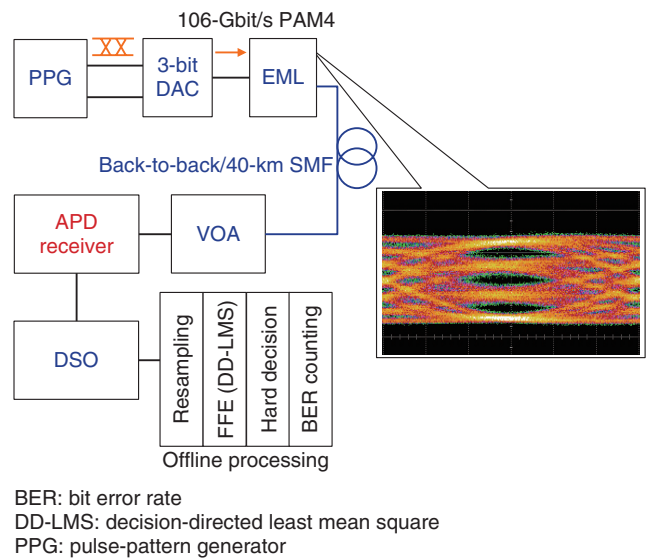 106-Gbit/s PAM4
PPG
3-bit
DAC
EML
Back-to-back/40-km SMF
APD
receiver
VOA
DSO
Resampling
FFE (DD-LMS)
Hard decision
BER counting
Offline processing
BER: bit error rate
DD-LMS: decision-directed least mean square
PPG: pulse-pattern generator